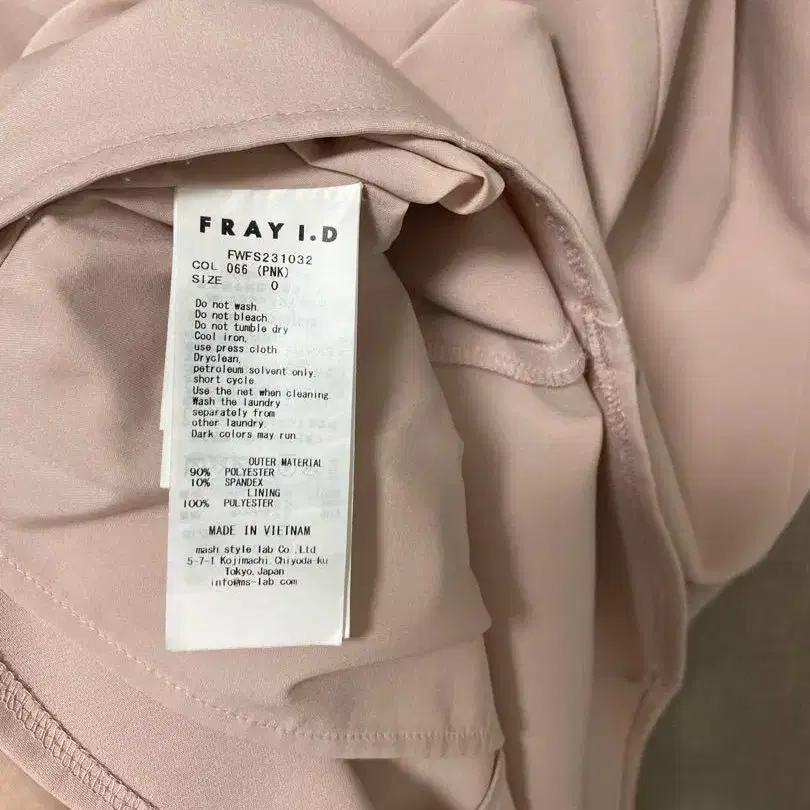 FRAY I.D
FWFS231032
COL 066 (PNK)
SIZE 0
Do not wash
Do not bleach
Do not tumble dry
Cool iron,
use press cloth
Dryclean,
petroleum solvent only.
short cycle
Use the net when cleaning
Wash the laundry
separately from
other laundry
Dark colors may run
OUTER MATERIAL
90% POLYESTER
10% SPANDEX
LINING
100% POLYESTER
MADE IN VIETNAM
mash style lab Co.,Ltd.
5-7-1 Kojimachi,Chiyoda-ku
Tokyo,Japan
info@ms-lab.com